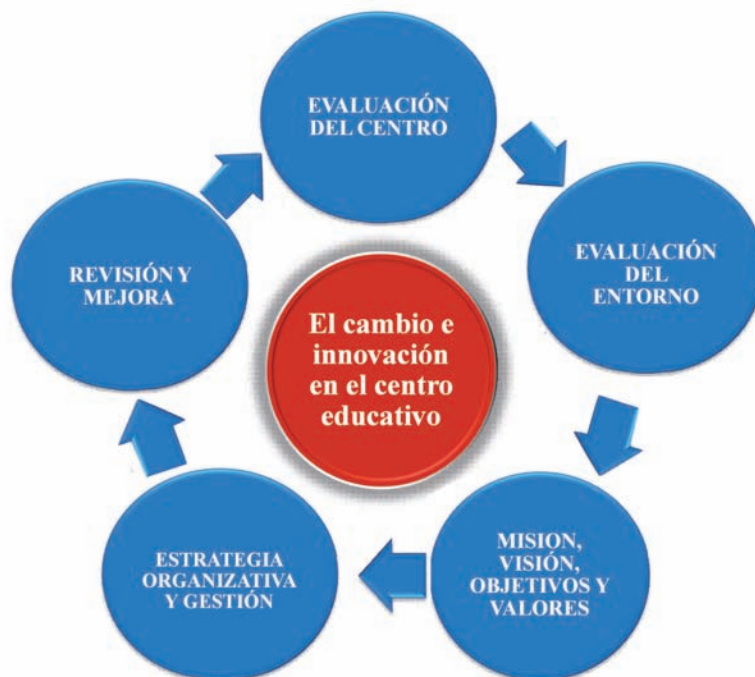 EVALUACIÓN
DEL CENTRO
EVALUACIÓN
DEL
ENTORNO
MISION,
VISIÓN,
OBJETIVOS Y
VALORES
ESTRATEGIA
ORGANIZATIVA
Y GESTIÓN
REVISIÓN Y
MEJORA
El cambio e
innovación
en el centro
educativo